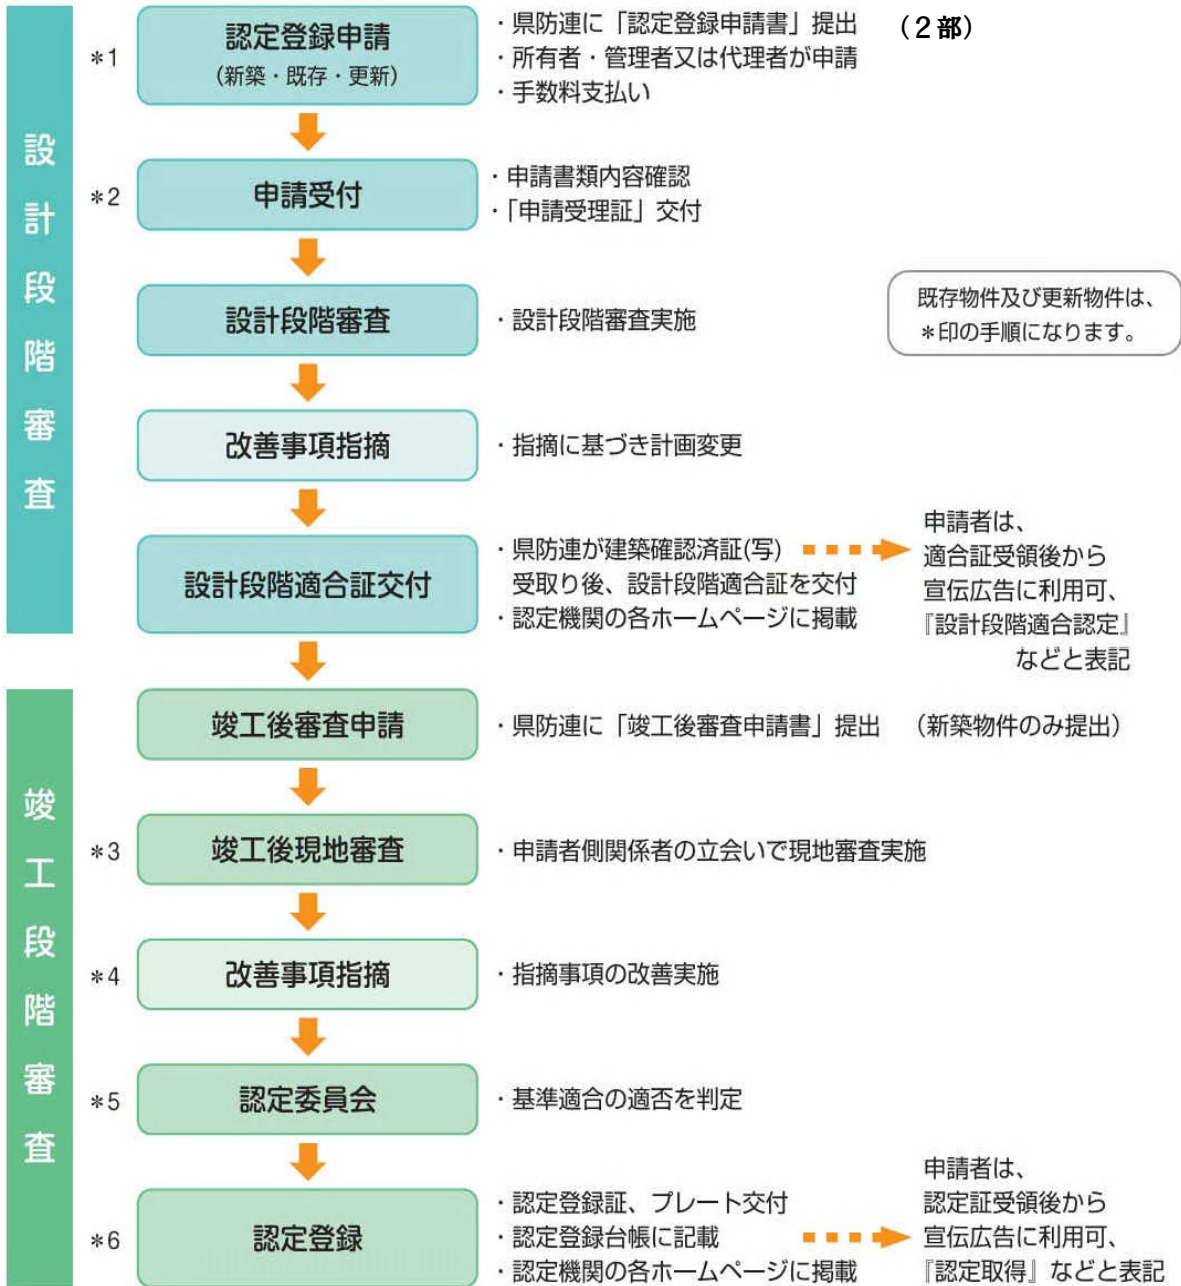 設計段階審査
*1
認定登録申請
(新築・既存・更新)
・県防連に「認定登録申請書」提出 （２部）
・所有者・管理者又は代理者が申請
・手数料支払い
*2
申請受付
・申請書類内容確認
・「申請受理証」交付
設計段階審査
・設計段階審査実施
既存物件及び更新物件は、
*印の手順になります。
改善事項指摘
・指摘に基づき計画変更
設計段階適合証交付
・県防連が建築確認済証(写)
受取り後、設計段階適合証を交付
・認定機関の各ホームページに掲載
申請者は、
適合証受領後から
宣伝広告に利用可、
『設計段階適合認定』
などと表記
竣工段階審査
竣工後審査申請
・県防連に「竣工後審査申請書」提出 （新築物件のみ提出）
*3
竣工後現地審査
・申請者側関係者の立会いで現地審査実施
*4
改善事項指摘
・指摘事項の改善実施
*5
認定委員会
・基準適合の適否を判定
*6
認定登録
・認定登録証、プレート交付
・認定登録台帳に記載
・認定機関の各ホームページに掲載
申請者は、
認定証受領後から
宣伝広告に利用可、
『認定取得』などと表記